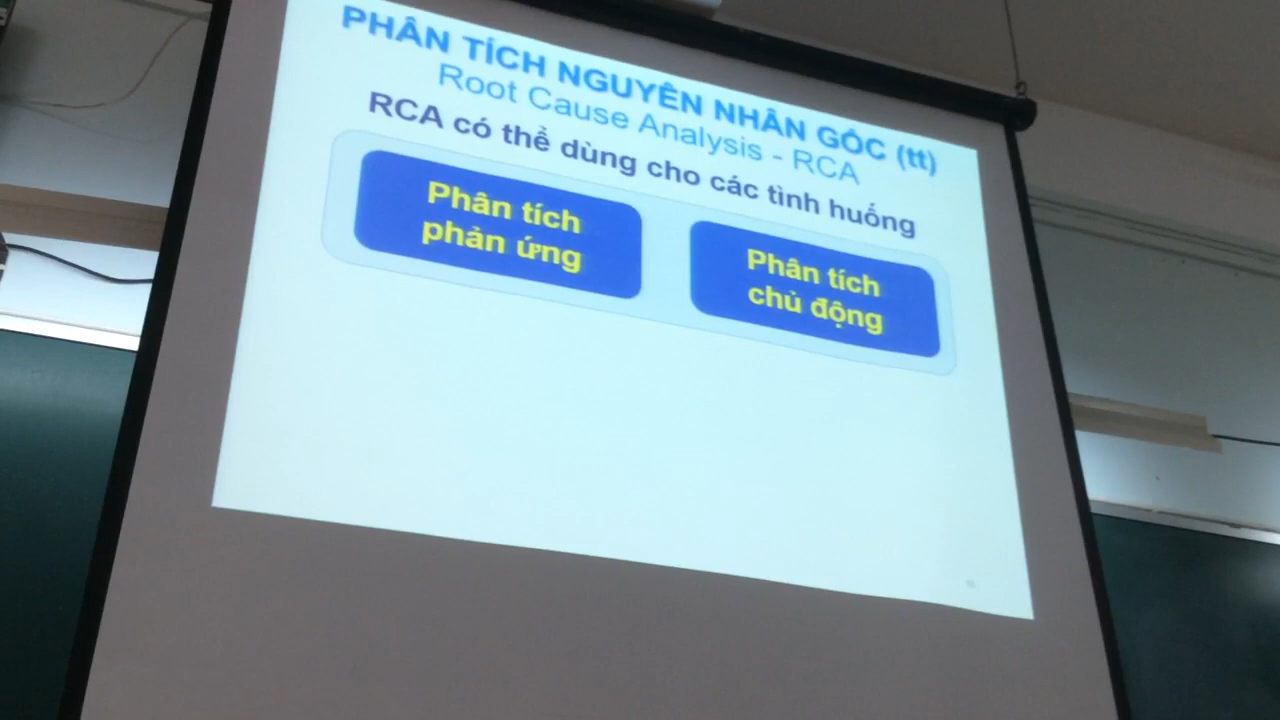 PHÂN TÍCH NGUYÊN NHÂN GỐC (tt)
Root Cause Analysis - RCA
RCA có thể dùng cho các tình huống
Phân tích
phản ứng
Phân tích
chủ động